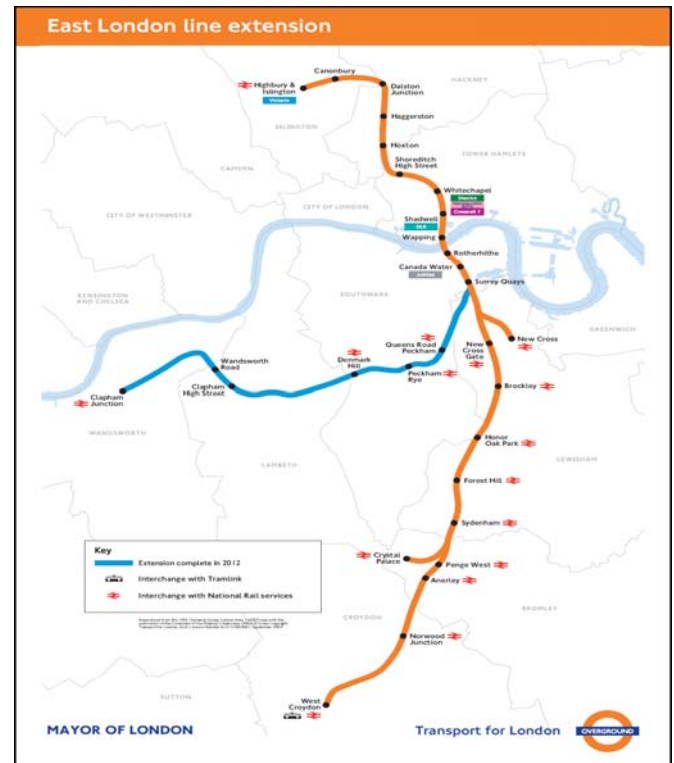 East London line extension
Canonbury
Highbury &
Islington
Victoria
Dalston
Junction
HACKNEY
Haggerston
ISLINGTON
Hoxton
Shoreditch
High Street
TOWER HAMLETS
CAMDEN
Whitechapel
District
Crossrail 1
CITY OF LONDON
CITY OF WESTMINSTER
Shadwell
DLR
Wapping
Rotherhithe
Canada Water
Jubilee
Surrey Quays
KENSINGTON
AND CHELSEA
SOUTHWARK
GREENWICH
Queens Road
Peckham
New Cross
New
Cross
Gate
Denmark
Hill
Peckham
Rye
Wandsworth
Road
Clapham
High Street
Clapham
Junction
Brockley
WANDSWORTH
LAMBETH
Honor
Oak Park
LEWISHAM
Forest Hill
Sydenham
Crystal
Palace
Penge West
Anerley
Key
Extension complete in 2012
Interchange with Tramlink
Interchange with National Rail services
BROMLEY
CROYDON
Norwood
Junction
SUTTON
West
Croydon
MAYOR OF LONDON
Transport for London
OVERGROUND